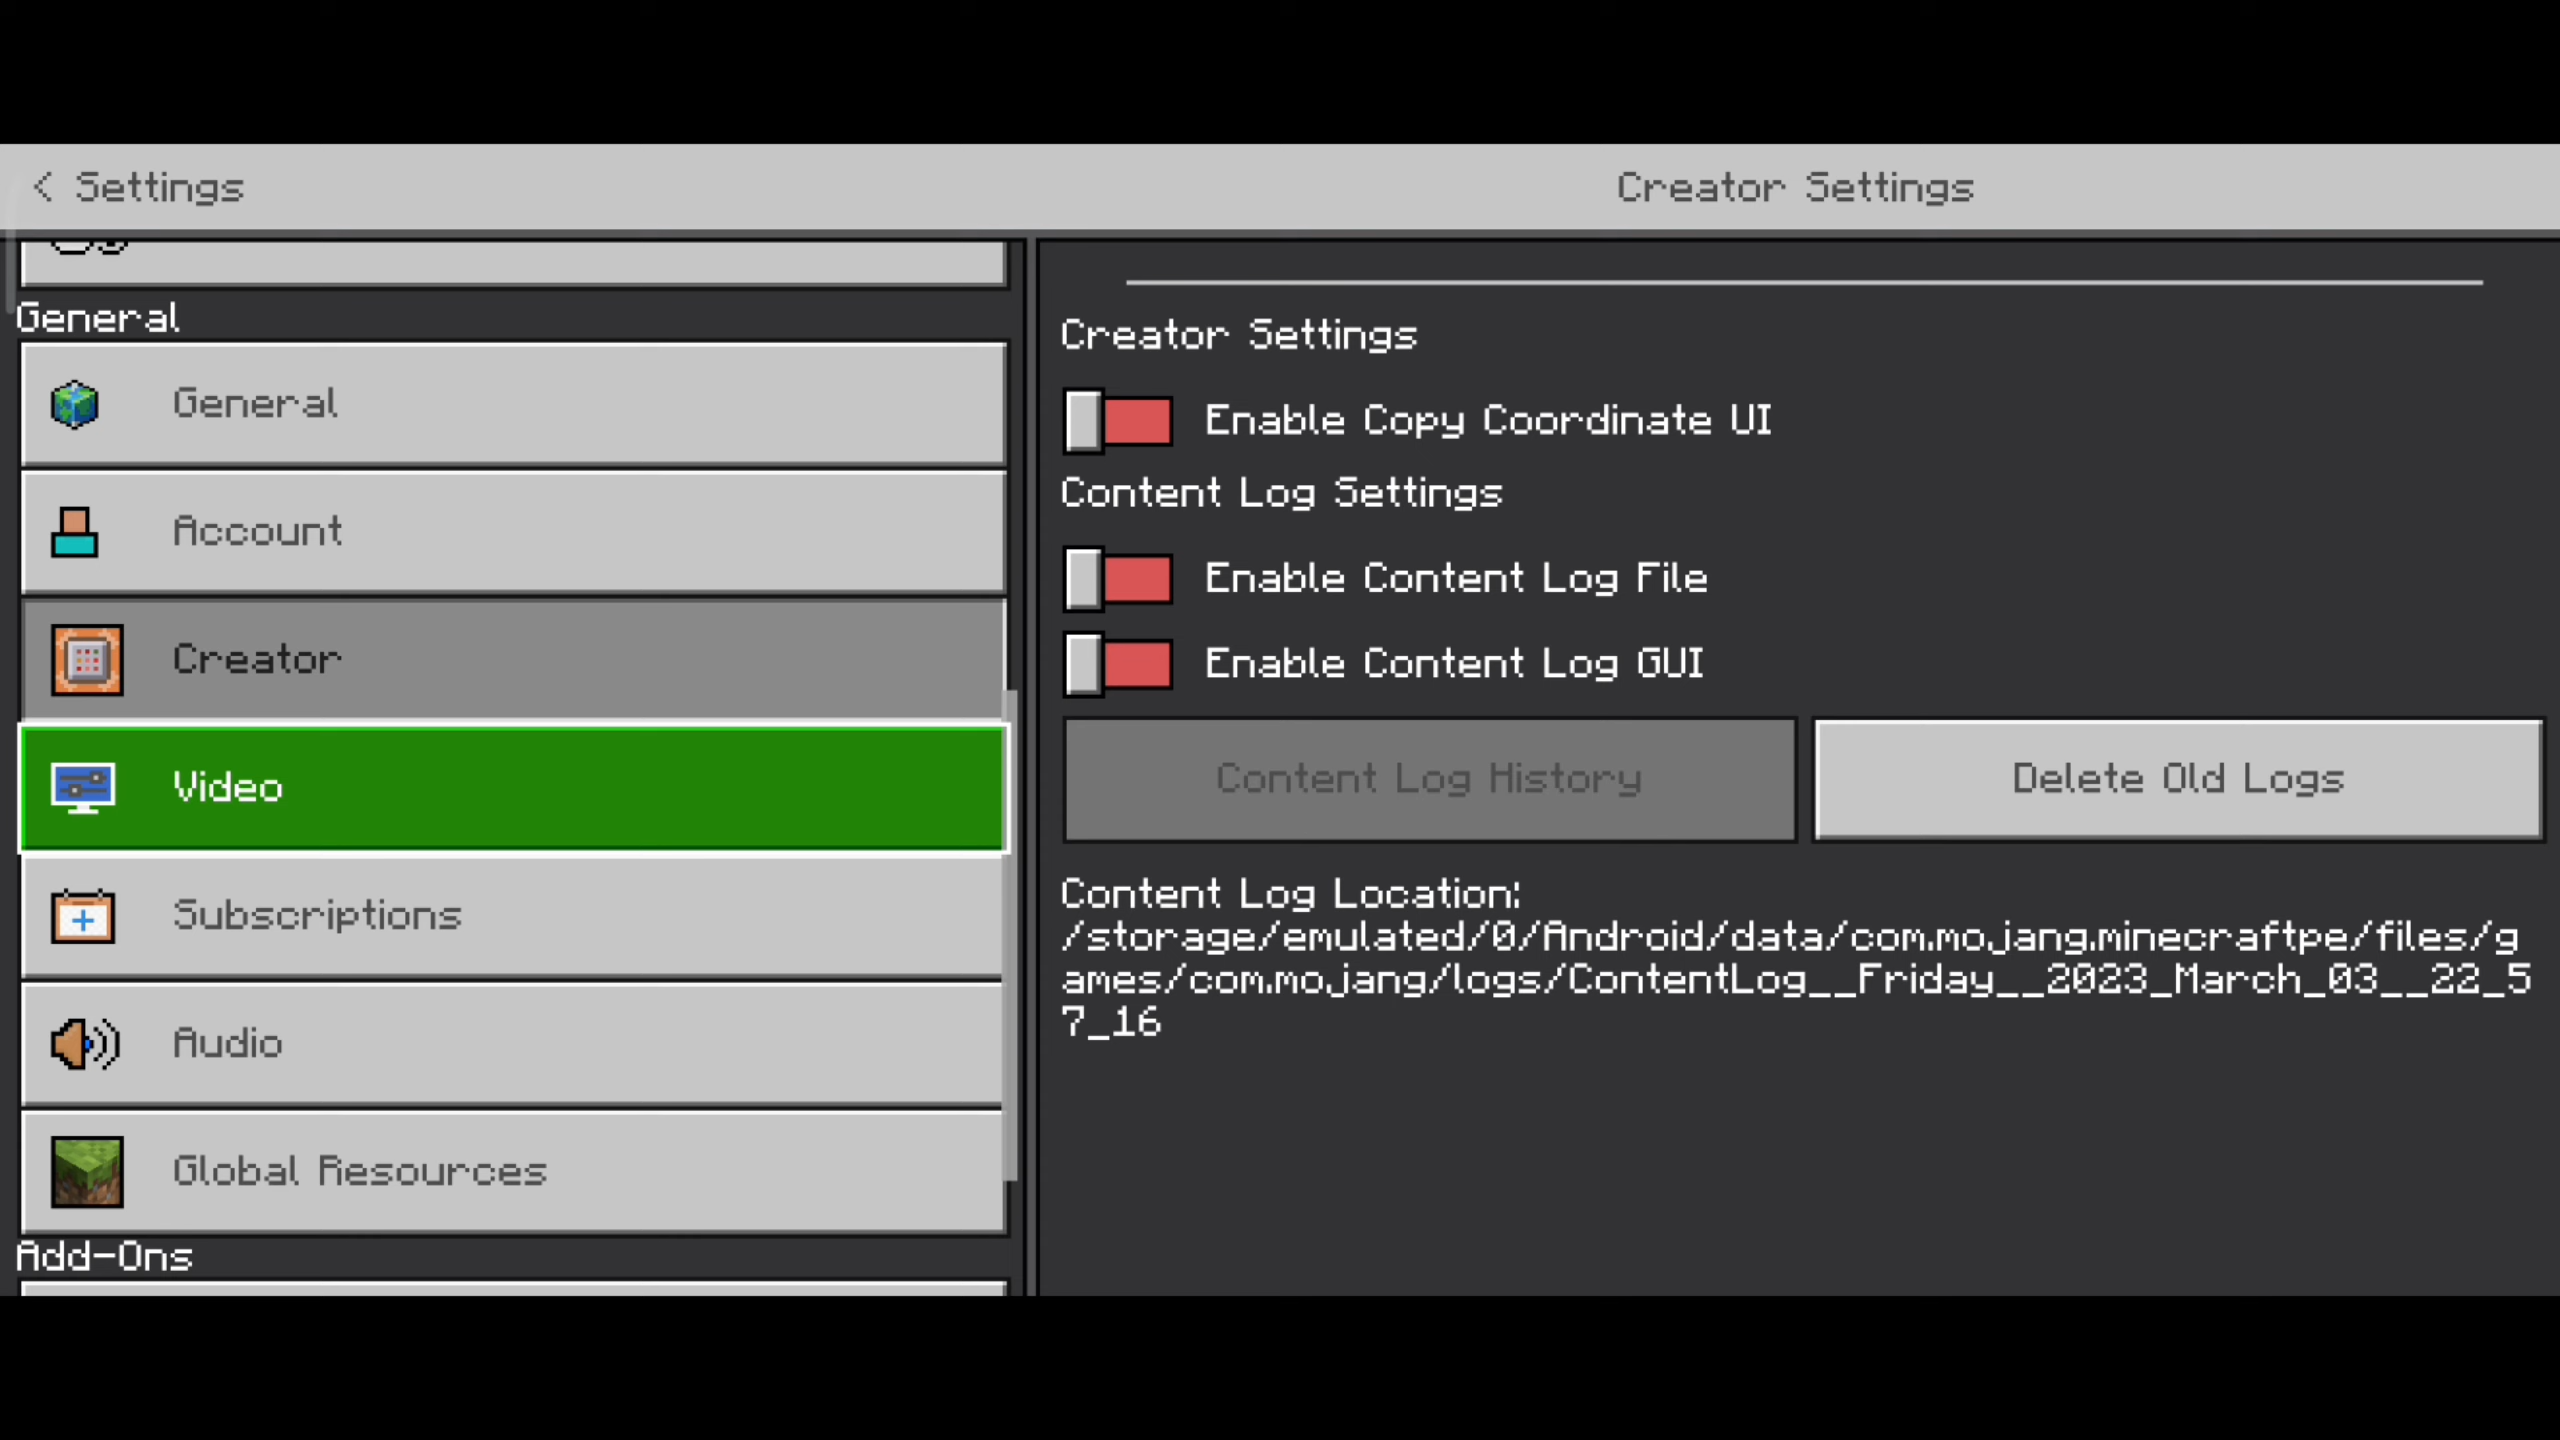 < Settings
Creator Settings
General
General
Account
Creator
Video
Subscriptions
Audio
Global Resources
Add-Ons
Creator Settings
Enable Copy Coordinate UI
Content Log Settings
Enable Content Log File
Enable Content Log GUI
Content Log History
Delete Old Logs
Content Log Location:
/storage/emulated/0/Android/data/com.mojang.minecraftpe/files/g
ames/com.mojang/logs/ContentLog__Friday__2023_March_03__22_5
7_16